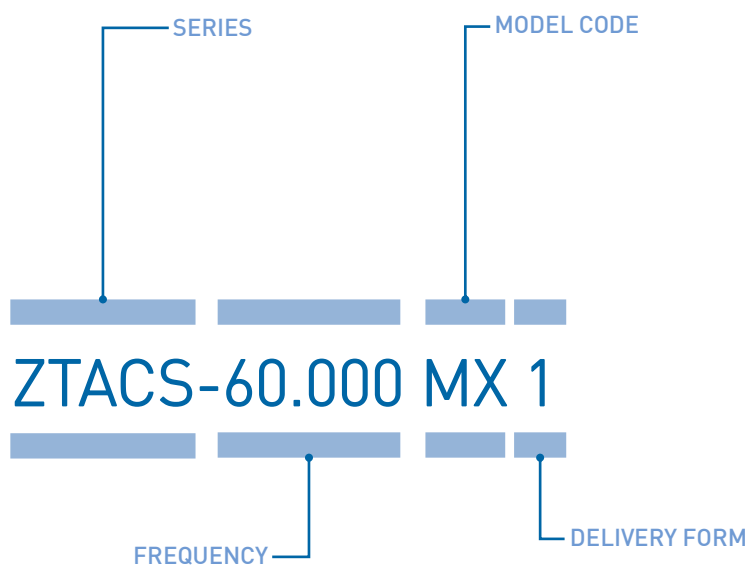 SERIES
MODEL CODE
ZTACS-60.000 MX 1
FREQUENCY
DELIVERY FORM